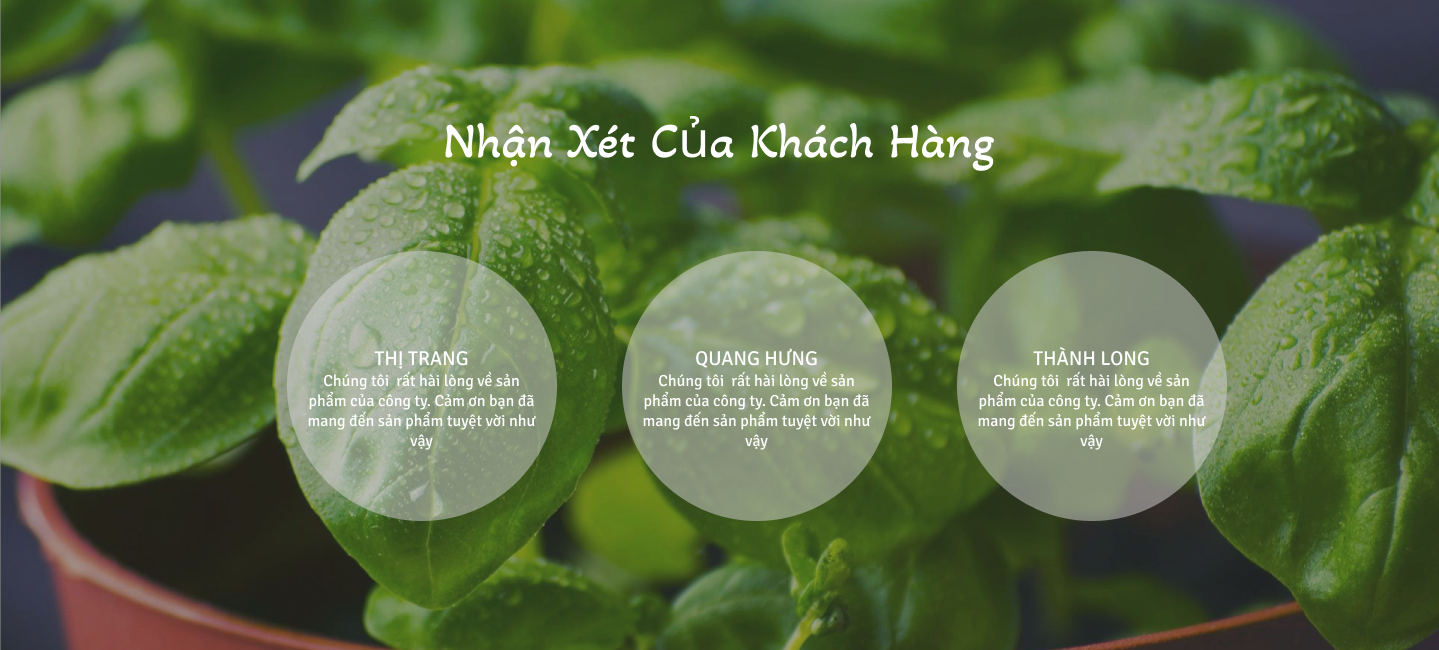 Nhận Xét Của Khách Hàng
THỊ TRANG
Chúng tôi rất hài lòng về sản
phẩm của công ty. Cảm ơn bạn đã
mang đến sản phẩm tuyệt vời như
vậy
QUANG HƯNG
Chúng tôi rất hài lòng về sản
phẩm của công ty. Cảm ơn bạn đã
mang đến sản phẩm tuyệt vời như
vậy
THÀNH LONG
Chúng tôi rất hài lòng về sản
phẩm của công ty. Cảm ơn bạn đã
mang đến sản phẩm tuyệt vời như
vậy